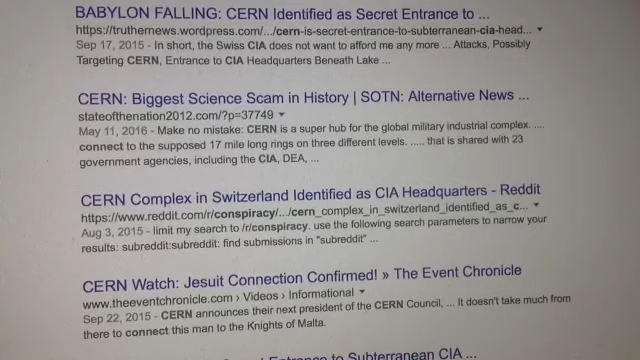 BABYLON FALLING: CERN Identified as Secret Entrance to ...
https://truthernews.wordpress.com/.../cern-is-secret-entrance-to-subterranean-cia-head...
Sep 17, 2015 - In short, the Swiss CIA does not want to afford me any more ... Attacks, Possibly
Targeting CERN, Entrance to CIA Headquarters Beneath Lake ...
CERN: Biggest Science Scam in History | SOTN: Alternative News ...
stateofthenation2012.com/?p=37749
May 11, 2016 - Make no mistake: CERN is a super hub for the global military industrial complex. ....
connect to the supposed 17 mile long rings on three different levels. ..... that is shared with 23
government agencies, including the CIA, DEA, ...
CERN Complex in Switzerland Identified as CIA Headquarters - Reddit
https://www.reddit.com/r/conspiracy/.../cern_complex_in_switzerland_identified_as_c...
Aug 3, 2015 - limit my search to /r/conspiracy. use the following search parameters to narrow your
results: subreddit:subreddit: find submissions in "subreddit" ...
CERN Watch: Jesuit Connection Confirmed! » The Event Chronicle
www.theeventchronicle.com › Videos › Informational
Sep 22, 2015 - CERN announces their next president of the CERN Council, ... It doesn't take much from
there to connect this man to the Knights of Malta.
Secret Entrance to Subterranean CIA ...